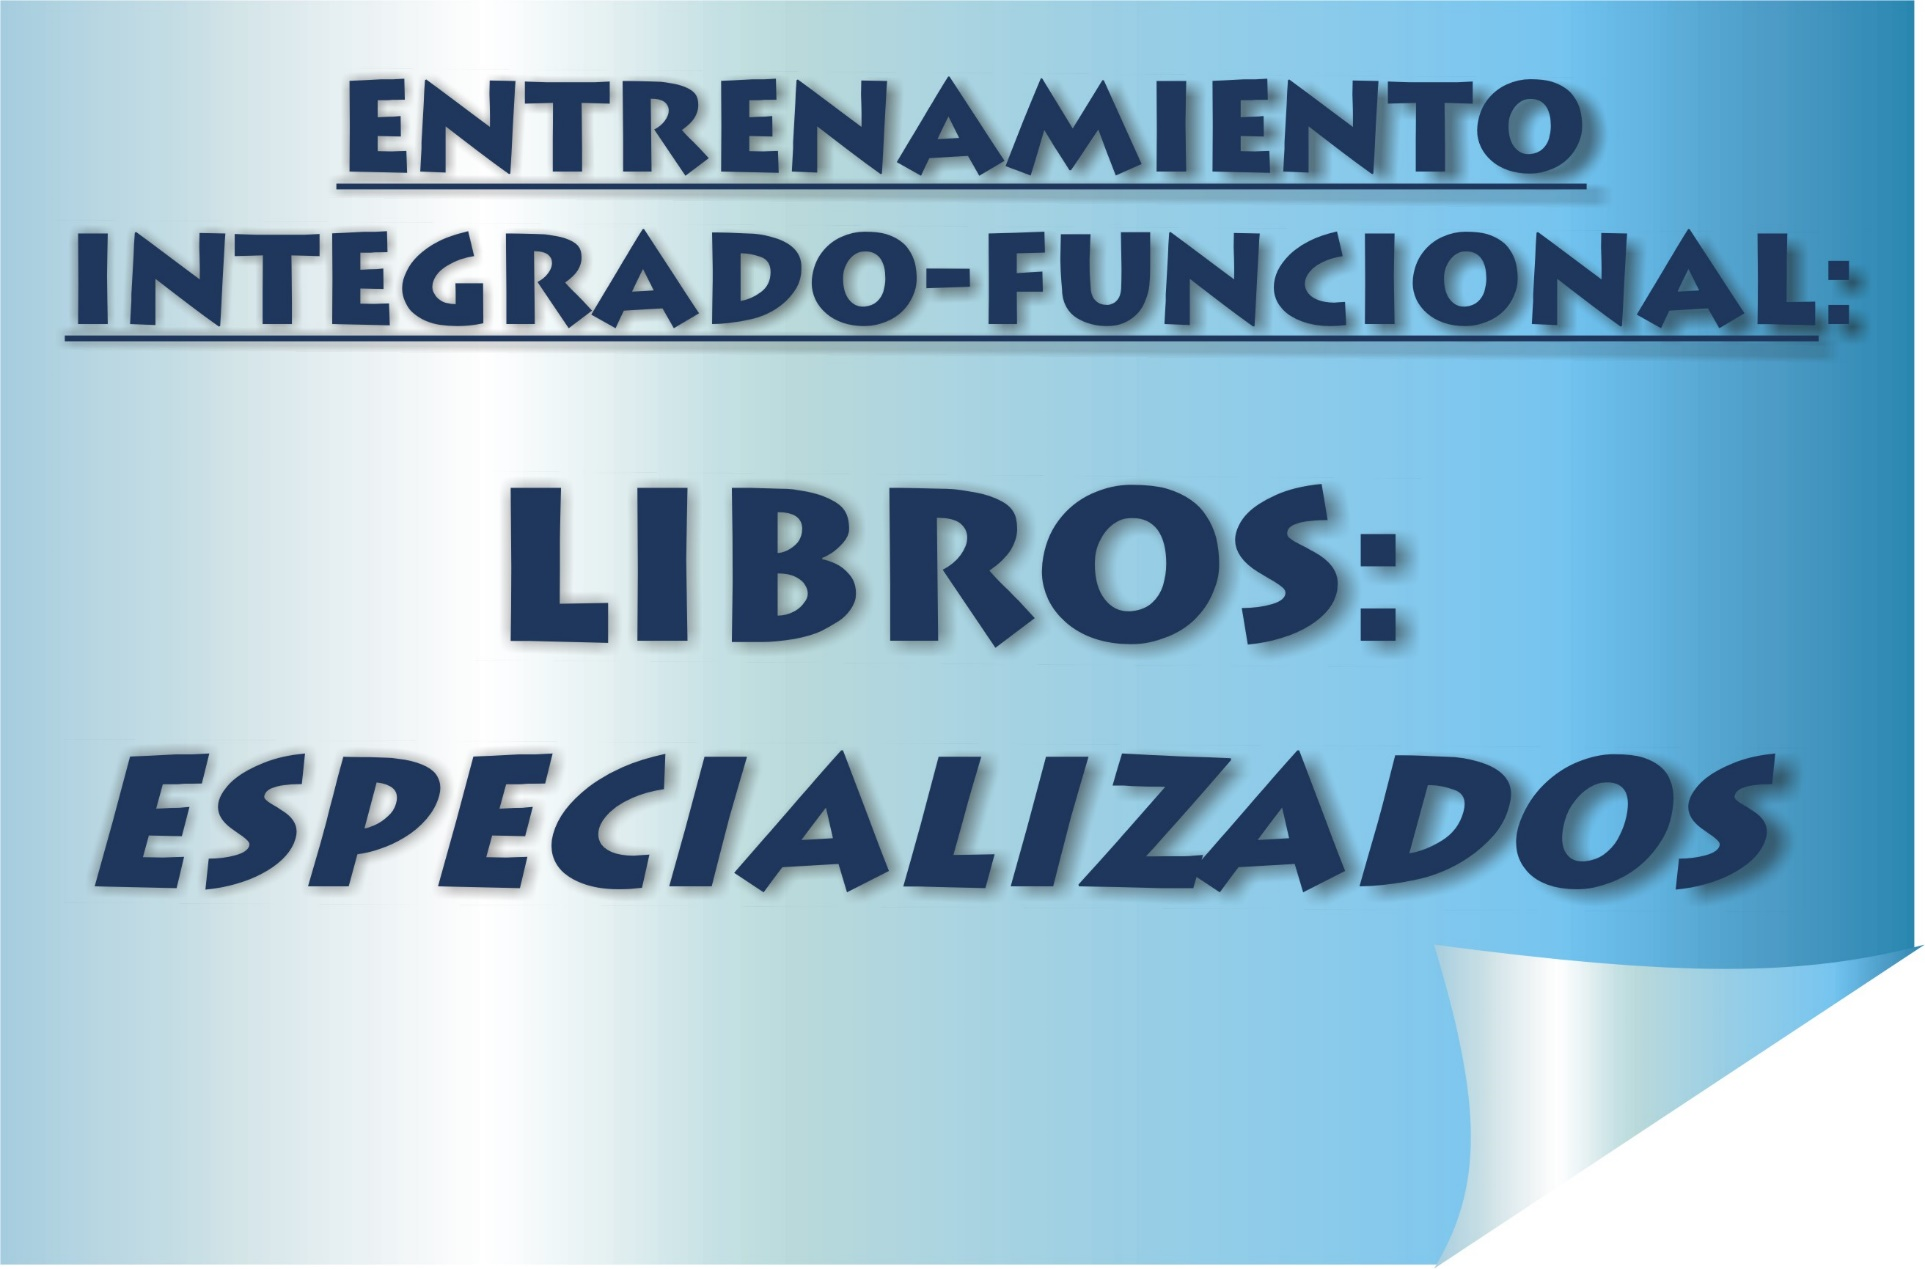 ENTRENAMIENTO
INTEGRADO-FUNCIONAL:
LIBROS:
ESPECIALIZADOS